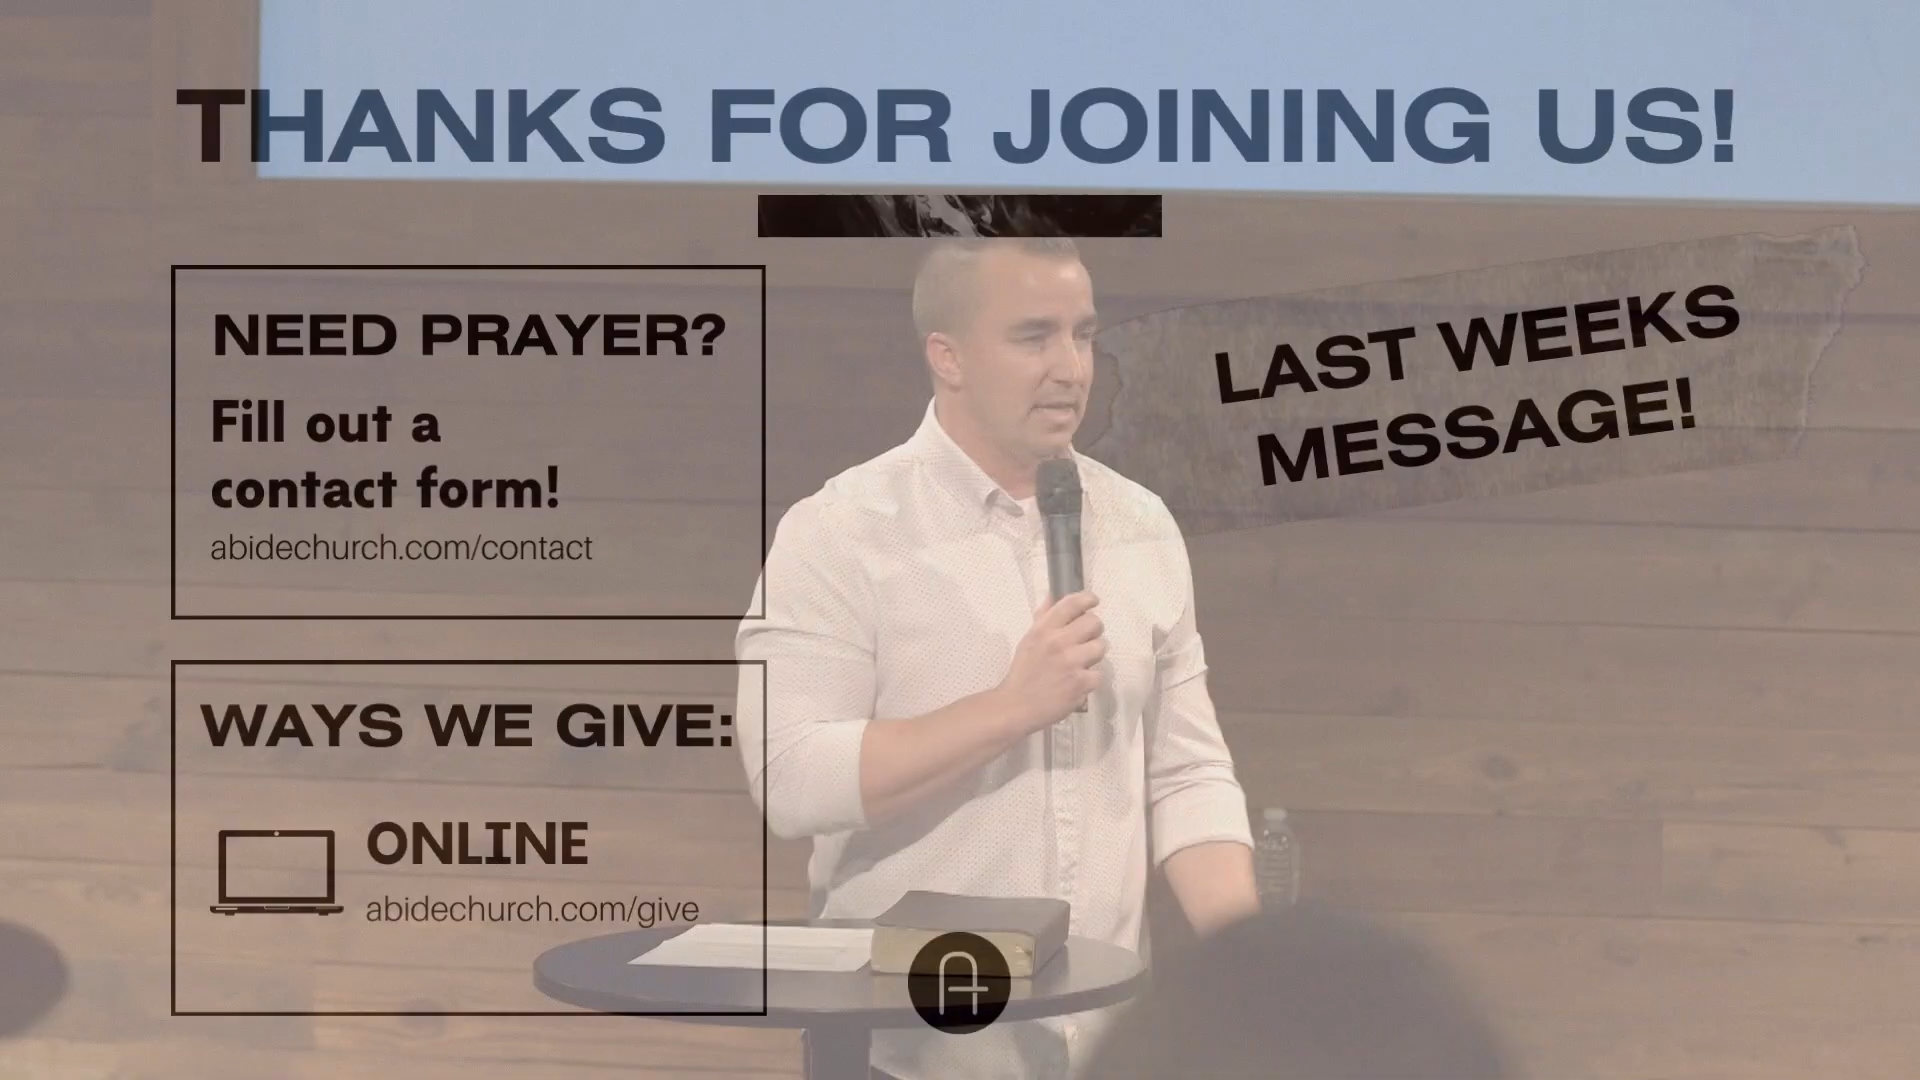 THANKS FOR JOINING US!
NEED PRAYER?
Fill out a
contact form!
abidechurch.com/contact
WAYS WE GIVE:
ONLINE
abidechurch.com/give
LAST WEEKS
MESSAGE!
A